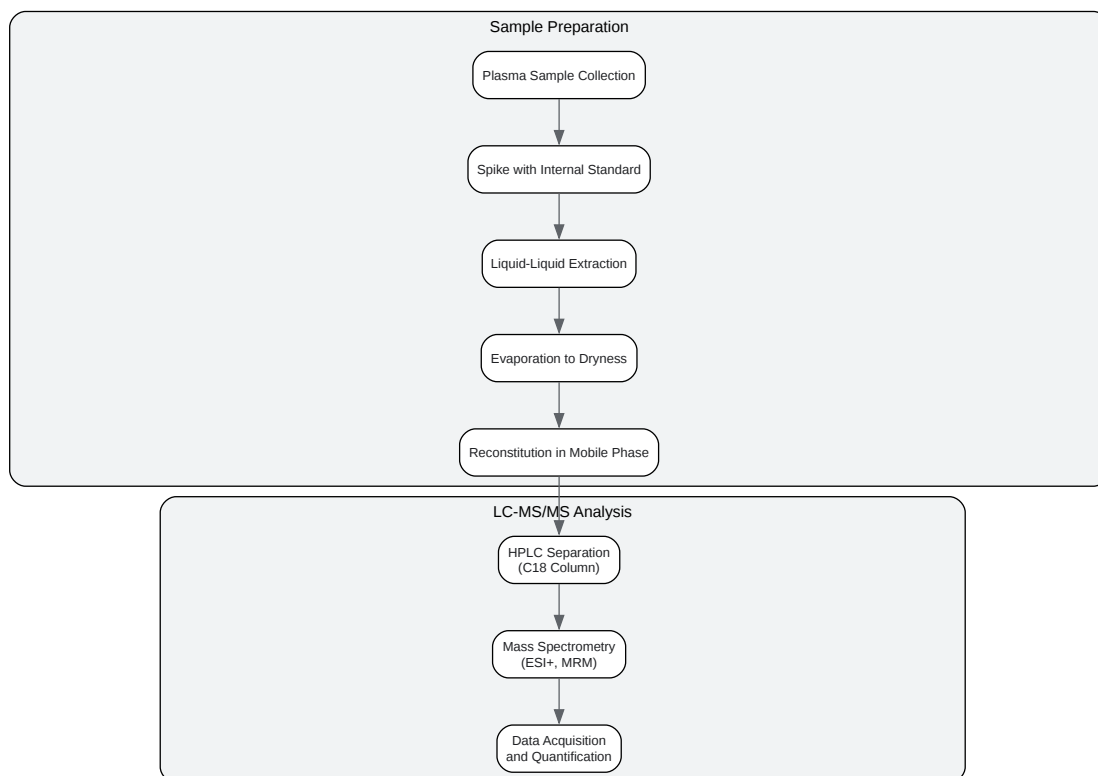 Sample Preparation
Plasma Sample Collection
Spike with Internal Standard
Liquid-Liquid Extraction
Evaporation to Dryness
Reconstitution in Mobile Phase
LC-MS/MS Analysis
HPLC Separation
(C18 Column)
Mass Spectrometry
(ESI+, MRM)
Data Acquisition
and Quantification